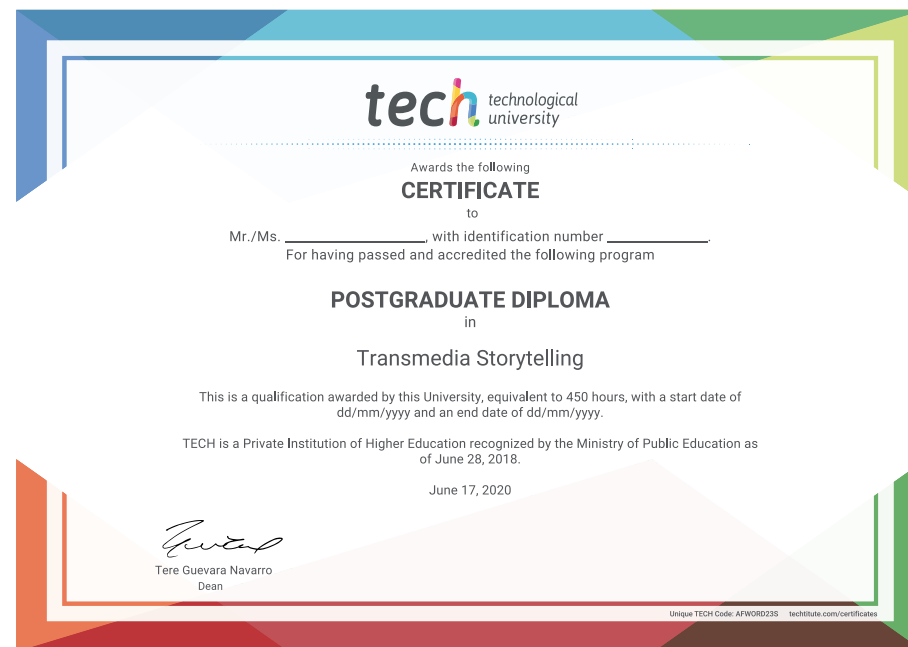 tech technological
university
Awards the following
CERTIFICATE
to
Mr./Ms. ____________________, with identification number ______________.
For having passed and accredited the following program
POSTGRADUATE DIPLOMA
in
Transmedia Storytelling
This is a qualification awarded by this University, equivalent to 450 hours, with a start date of
dd/mm/yyyy and an end date of dd/mm/yyyy.
TECH is a Private Institution of Higher Education recognized by the Ministry of Public Education as
of June 28, 2018.
June 17, 2020
Tere Guevara Navarro
Dean
Unique TECH Code: AFWORD23S techtitute.com/certificates